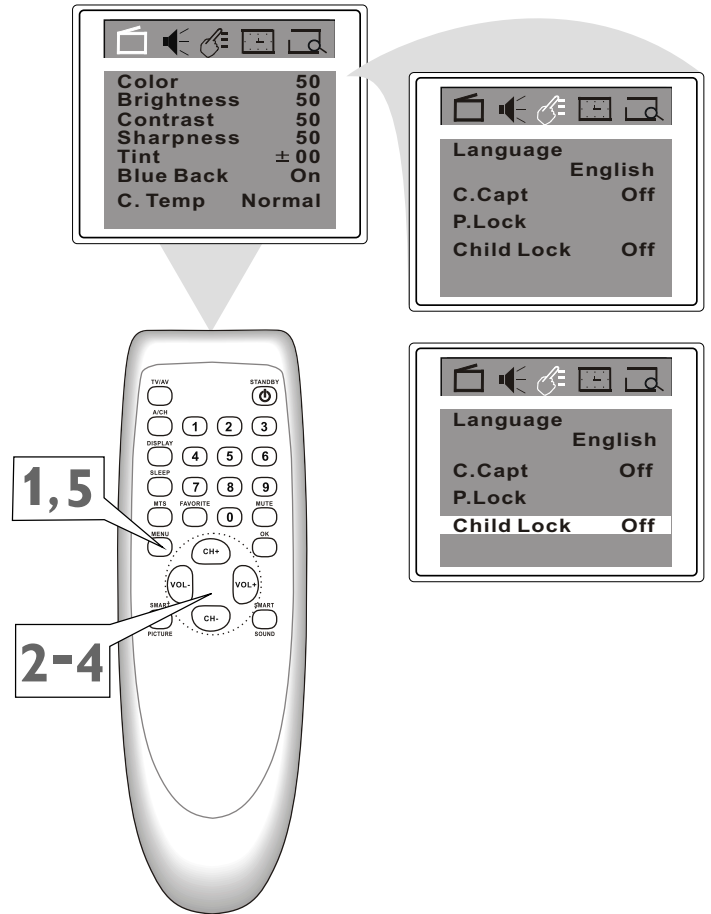 Color 50
Brightness 50
Contrast 50
Sharpness 50
Tint ± 00
Blue Back On
C. Temp Normal
Language
English
C.Capt Off
P.Lock
Child Lock Off
Language
English
C.Capt Off
P.Lock
Child Lock Off
TV/AV STANDBY
A/CH 1 2 3
DISPLAY 4 5 6
SLEEP 7 8 9
MTS FAVORITE 0 MUTE
MENU CH+ OK
VOL- VOL+
SMART CH- SMART
PICTURE SOUND
1,5
2-4